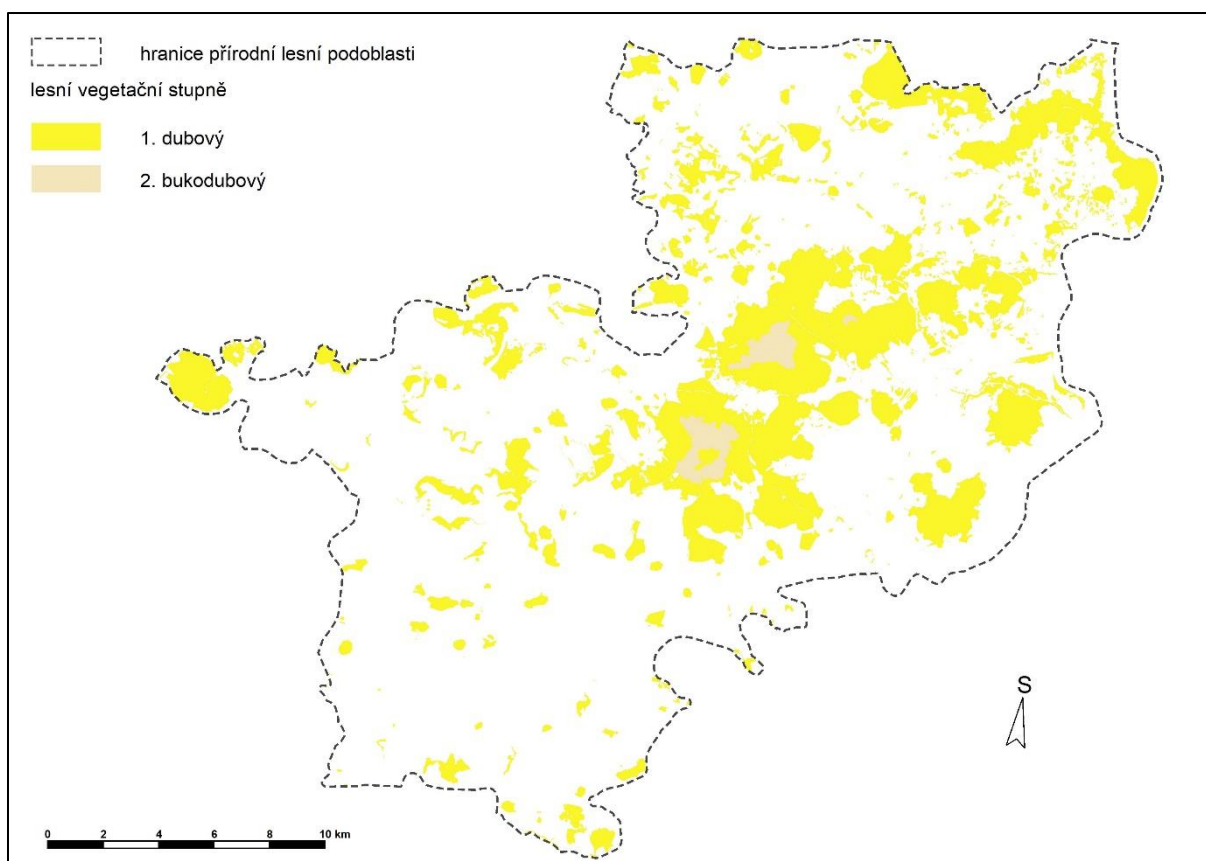 hranice přírodní lesní podoblasti
lesní vegetační stupně
1. dubový
2. bukodubový
S
0 2 4 6 8 10 km